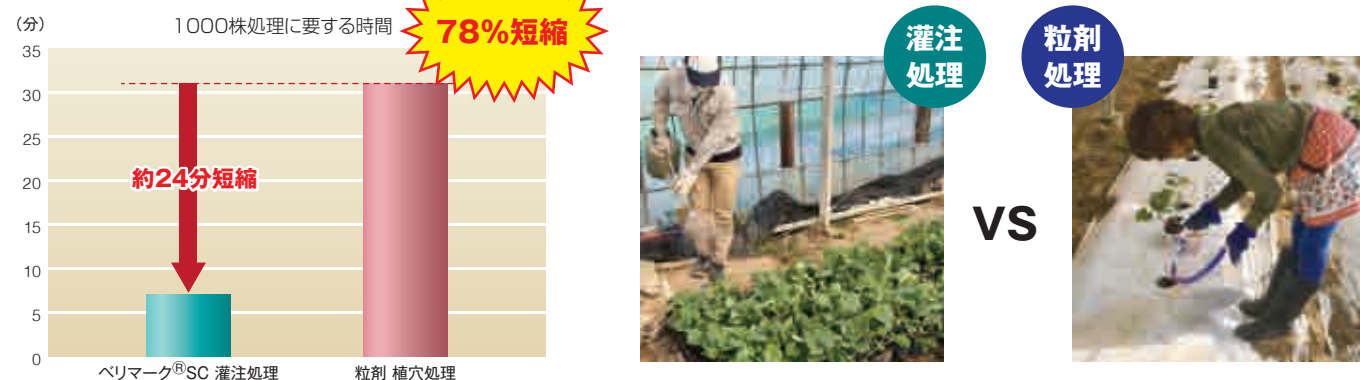 （分）
1000株処理に要する時間
78%短縮
35
30
25
20
15
10
5
0
約24分短縮
ベリマーク®SC 灌注処理
粒剤 植穴処理
灌注
処理
VS
粒剤
処理